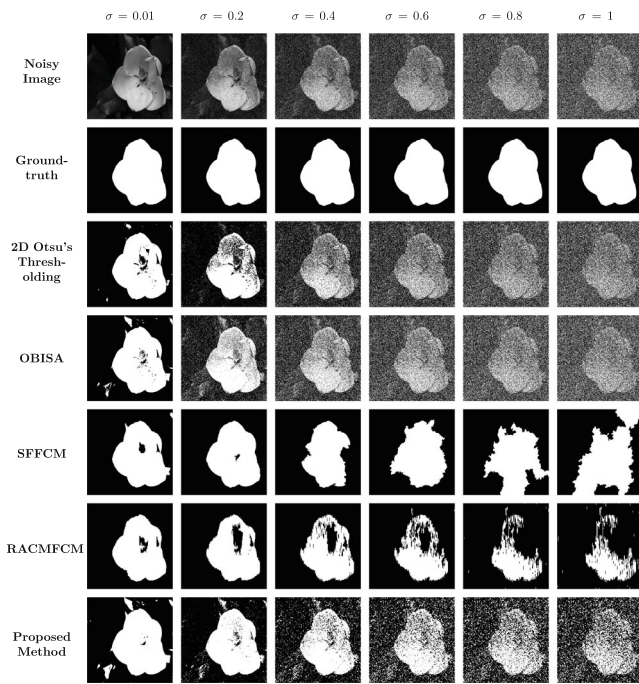 σ = 0.01 σ = 0.2 σ = 0.4 σ = 0.6 σ = 0.8 σ = 1
Noisy
Image
Ground-
truth
2D Otsu's
Thresh-
olding
OBISA
SFFCM
RACMFCM
Proposed
Method